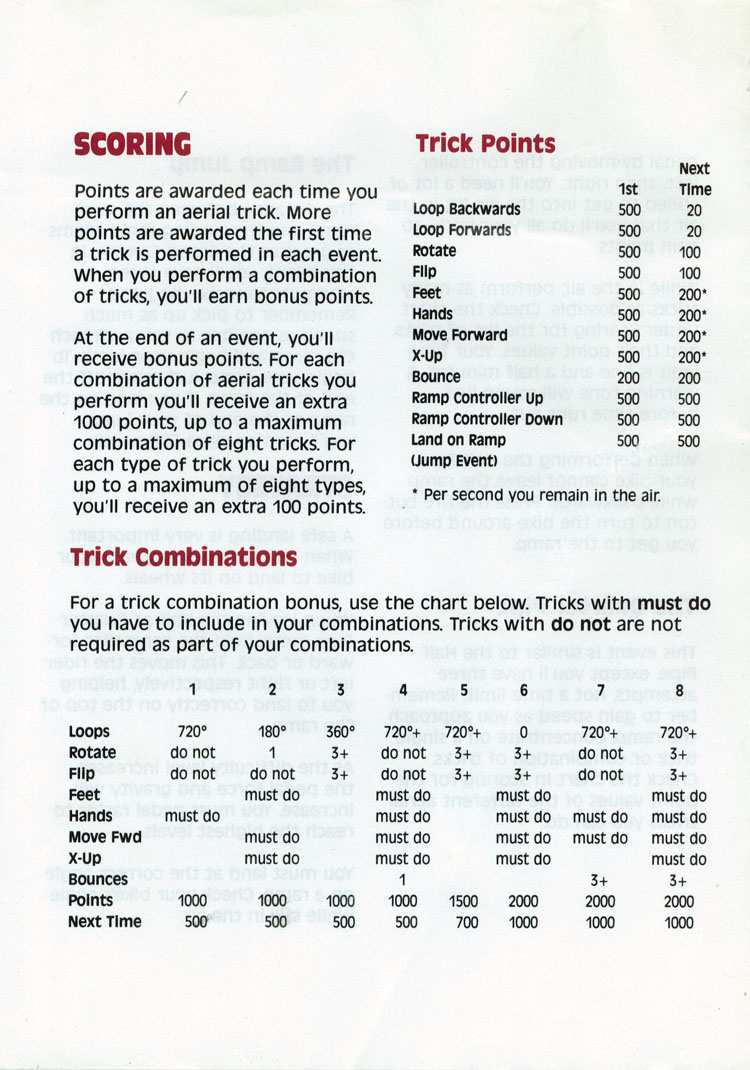 SCORING
Points are awarded each time you
perform an aerial trick. More
points are awarded the first time
a trick is performed in each event.
When you perform a combination
of tricks, you'll earn bonus points.
At the end of an event, you'll
receive bonus points. For each
combination of aerial tricks you
perform you'll receive an extra
1000 points, up to a maximum
combination of eight tricks. For
each type of trick you perform,
up to a maximum of eight types,
you'll receive an extra 100 points.
Trick Points
Next
1st Time
Loop Backwards 500 20
Loop Forwards 500 20
Rotate 500 100
Flip 500 100
Feet 500 200*
Hands 500 200*
Move Forward 500 200*
X-Up 500 200*
Bounce 500 200
Ramp Controller Up 500 500
Ramp Controller Down 500 500
Land on Ramp 500 500
(Jump Event)
* Per second you remain in the air.
Trick Combinations
For a trick combination bonus, use the chart below. Tricks with must do
you have to include in your combinations. Tricks with do not are not
required as part of your combinations.
1 2 3 4 5 6 7 8
Loops 720° 180° 360° 720°+ 720°+ 0 720°+ 720°+
Rotate do not 1 3+ do not 3+ 3+ do not 3+
Flip do not do not 3+ do not 3+ 3+ do not 3+
Feet must do must do must do must do
Hands must do must do must do must do must do
Move Fwd must do must do must do must do must do
X-Up must do must do must do must do
Bounces 1 3+ 3+
Points 1000 1000 1000 1000 1500 2000 2000 2000
Next Time 500 500 500 500 700 1000 1000 1000